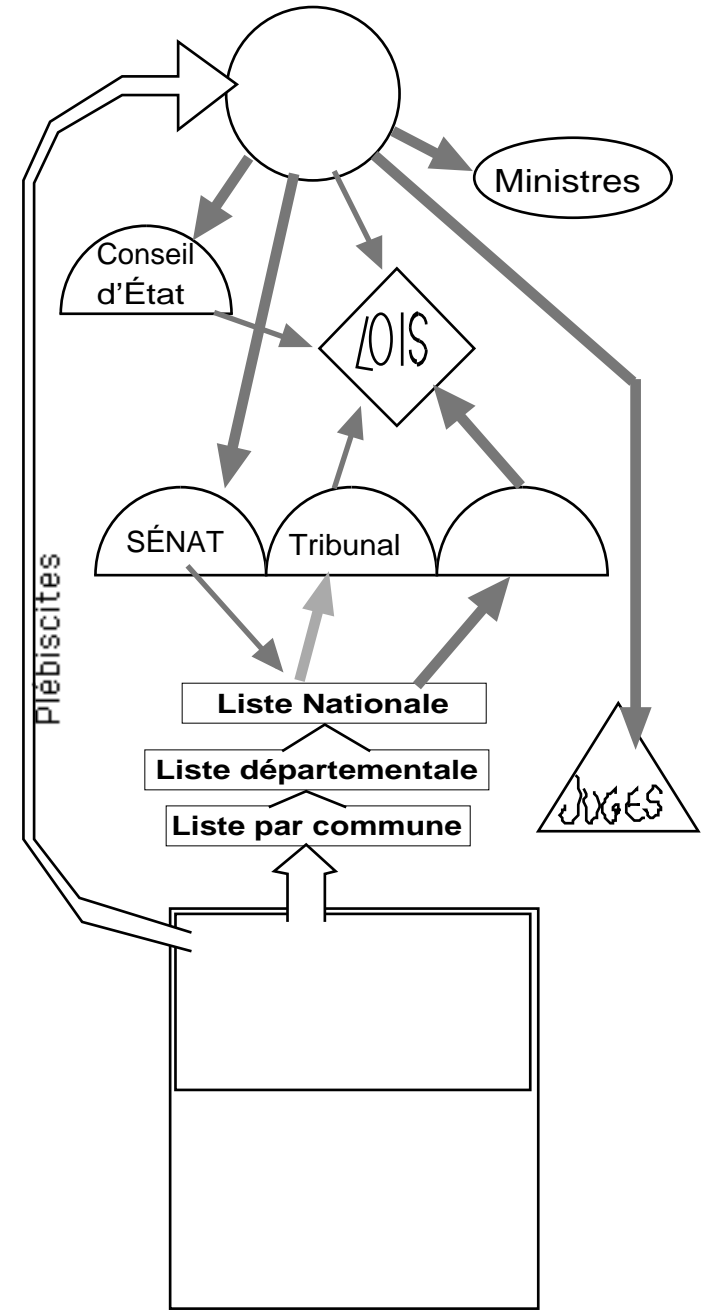 Ministres
Conseil
d'État
LOIS
SÉNAT
Tribunal
Plébiscites
Liste Nationale
Liste départementale
Liste par commune
JUGES